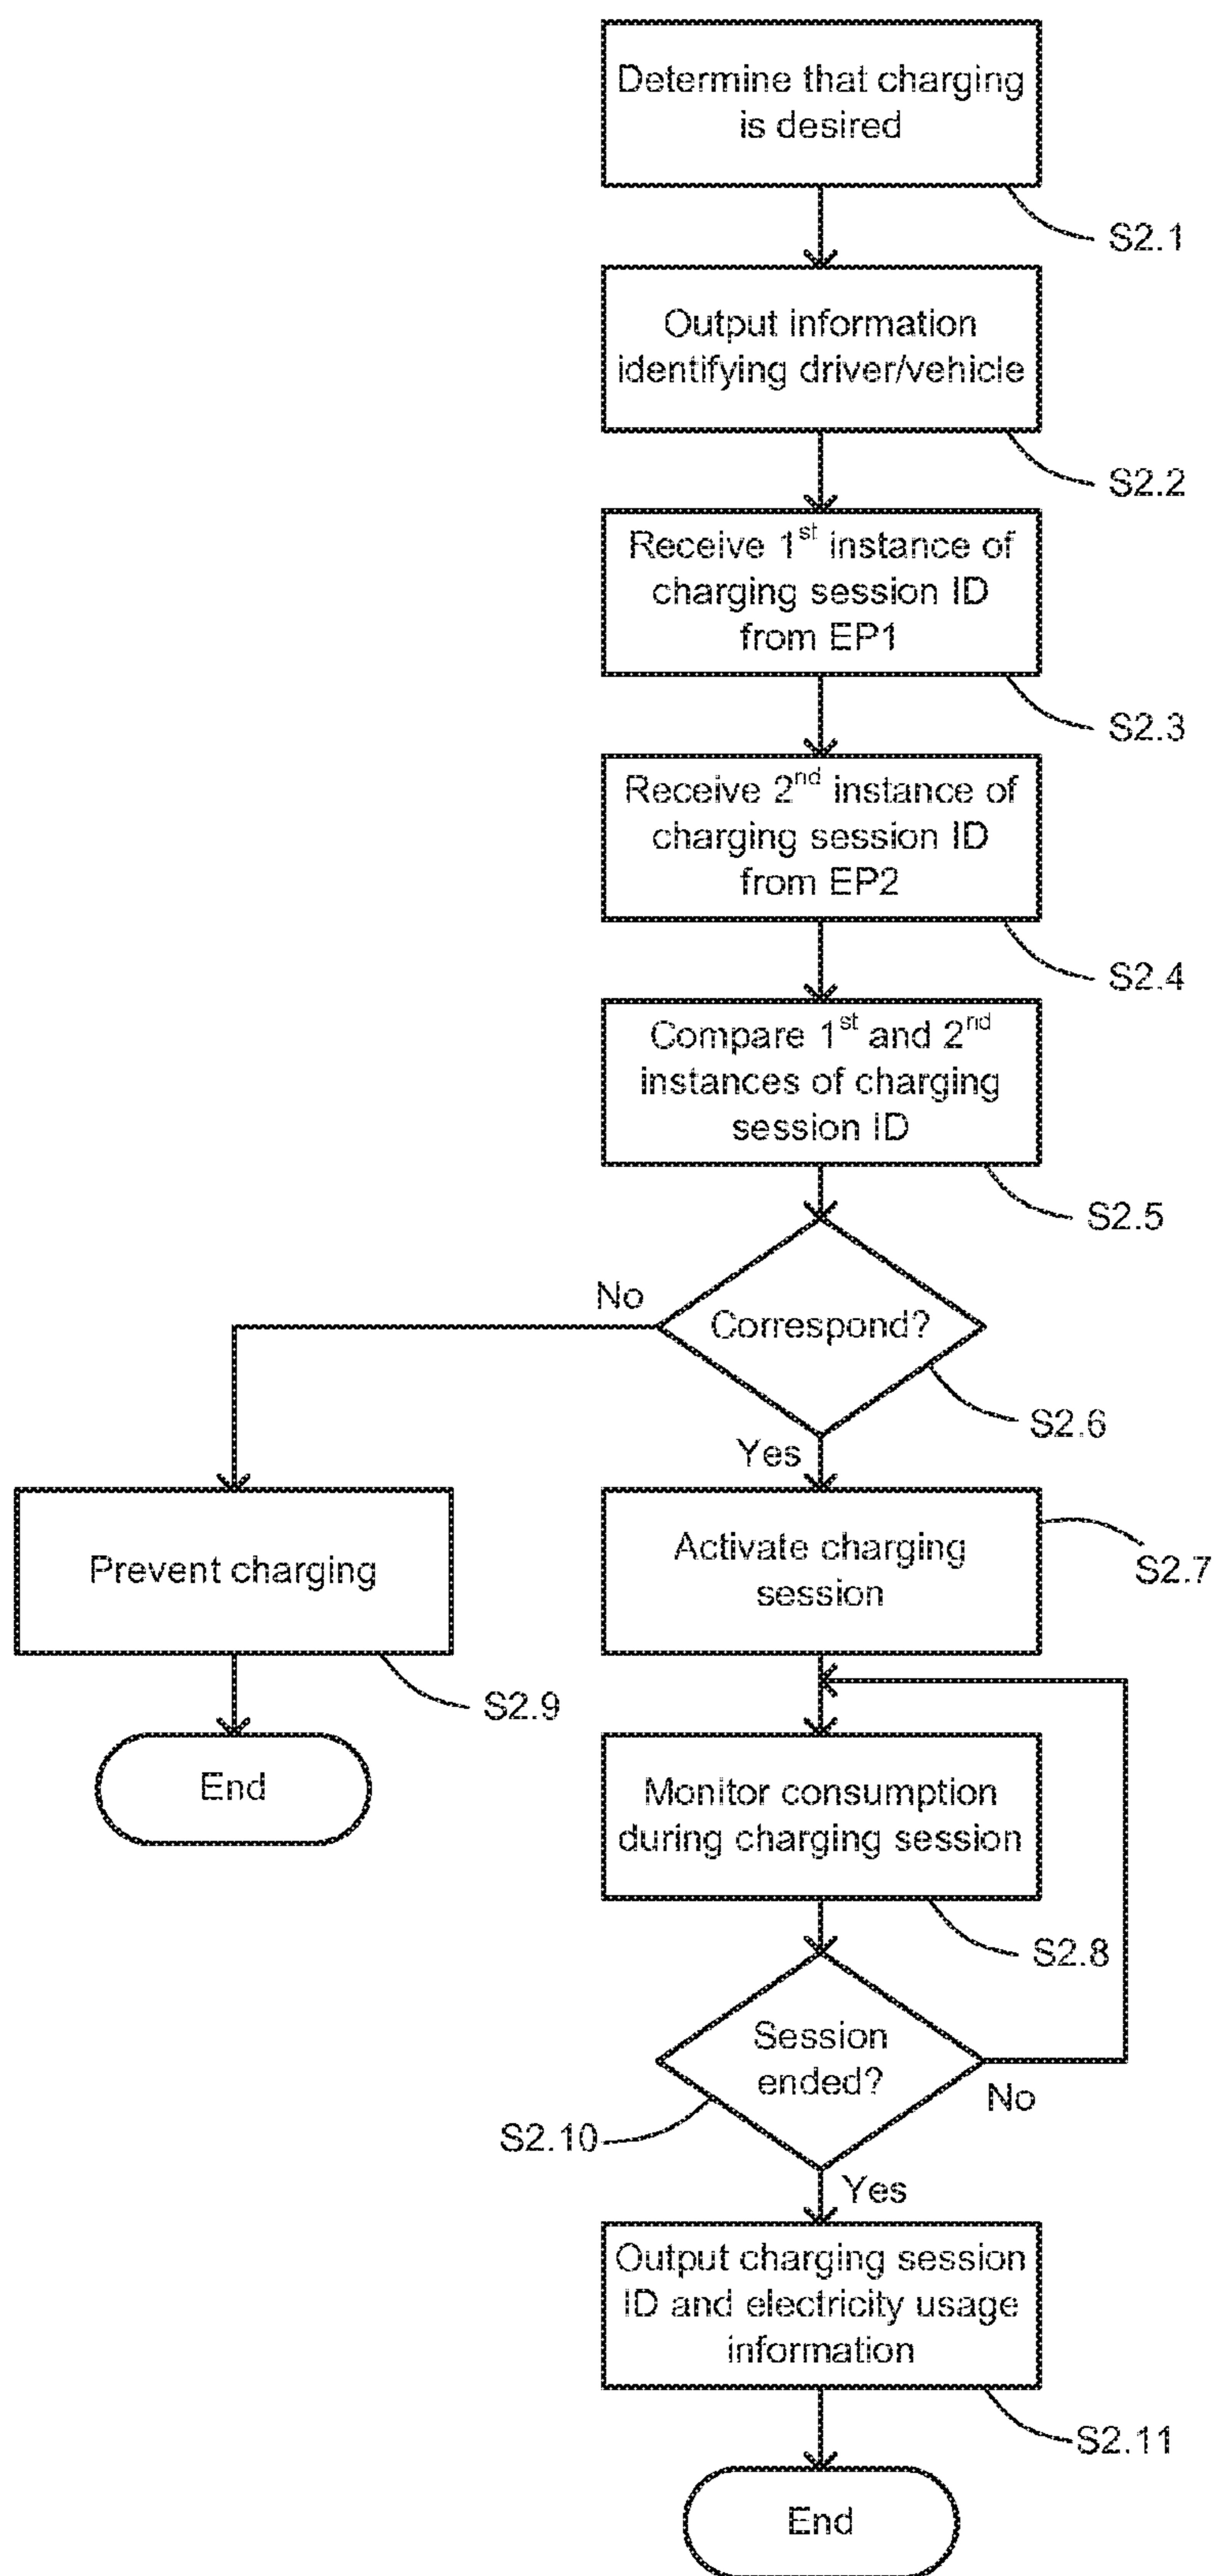 Determine that charging
is desired
S2.1
Output information
identifying driver/vehicle
S2.2
Receive 1st instance of
charging session ID
from EP1
S2.3
Receive 2nd instance of
charging session ID
from EP2
S2.4
Compare 1st and 2nd
instances of charging
session ID
S2.5
No
Correspond?
S2.6
Yes
Prevent charging
S2.9
End
Activate charging
session
S2.7
Monitor consumption
during charging session
S2.8
Session
ended?
No
S2.10
Yes
Output charging session
ID and electricity usage
information
S2.11
End